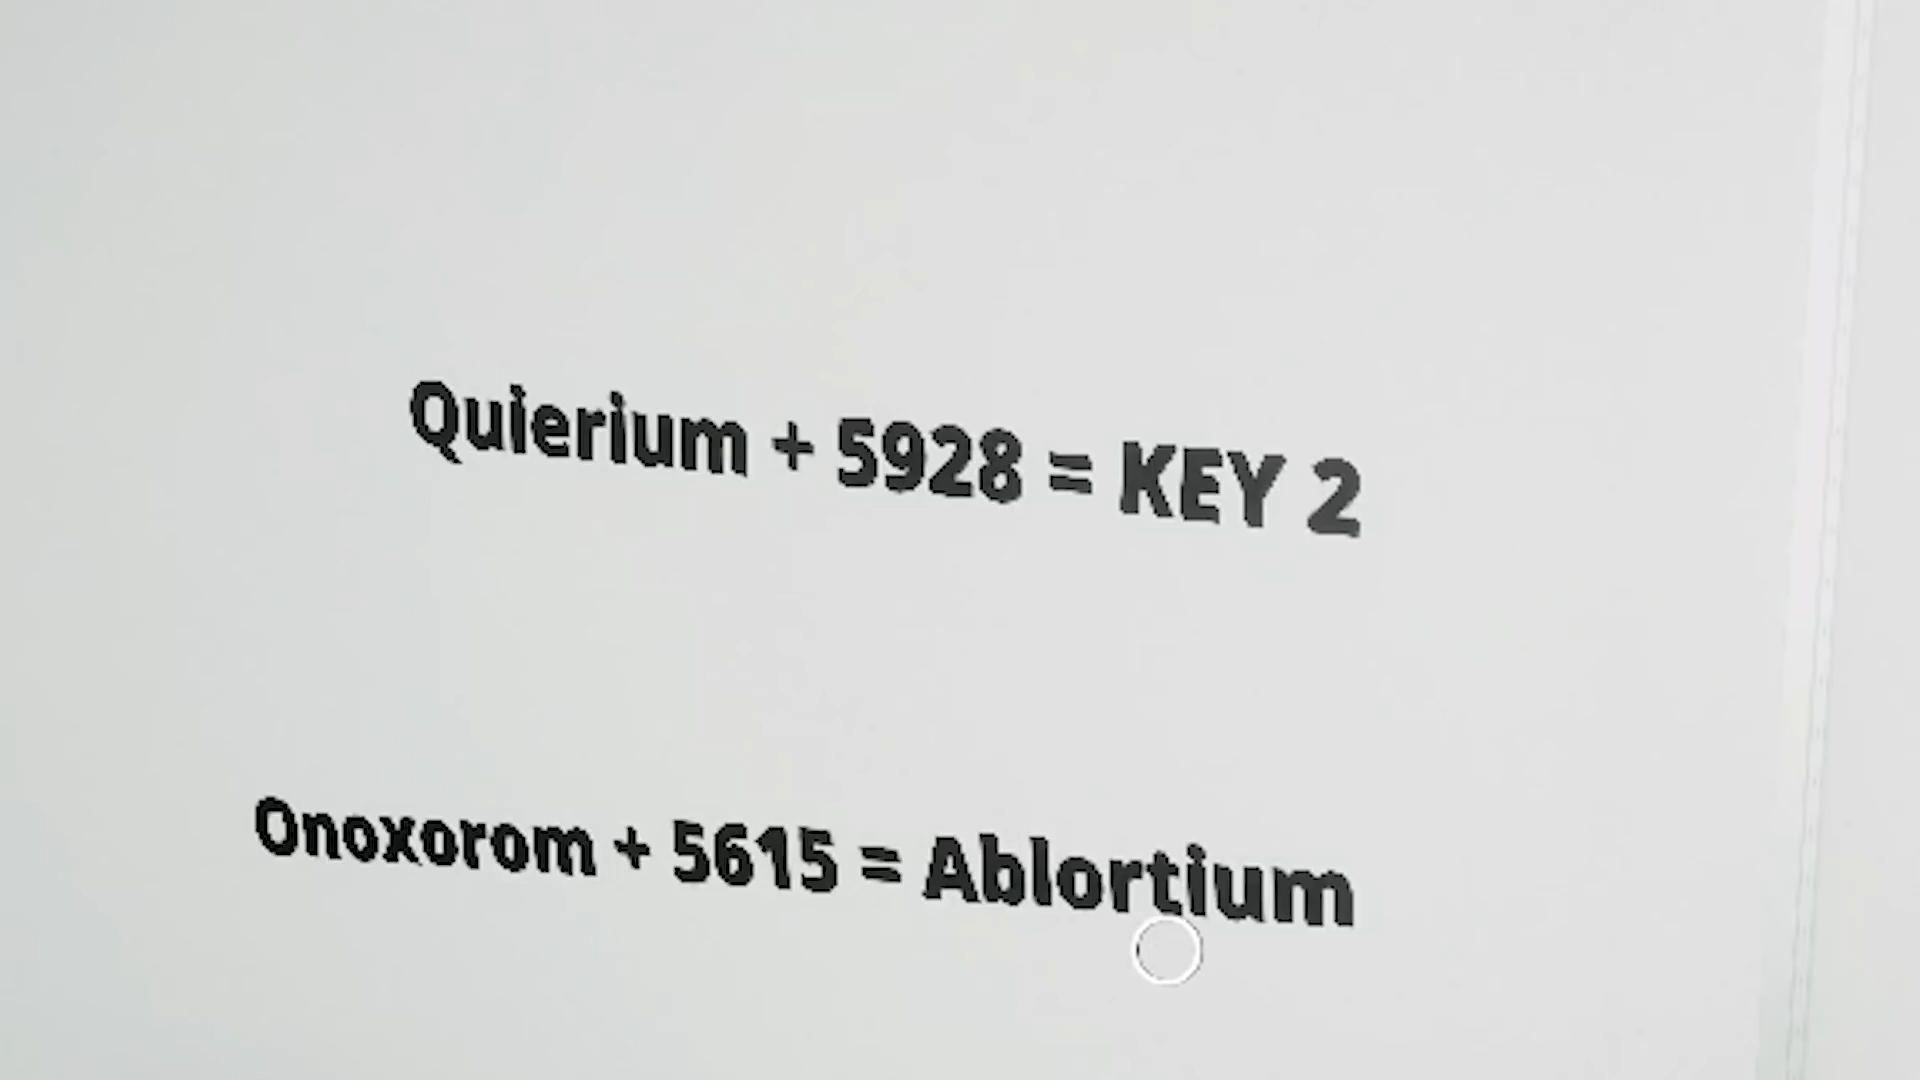 Quierium + 5928 = KEY 2
Onoxorom + 5615 = Ablortium